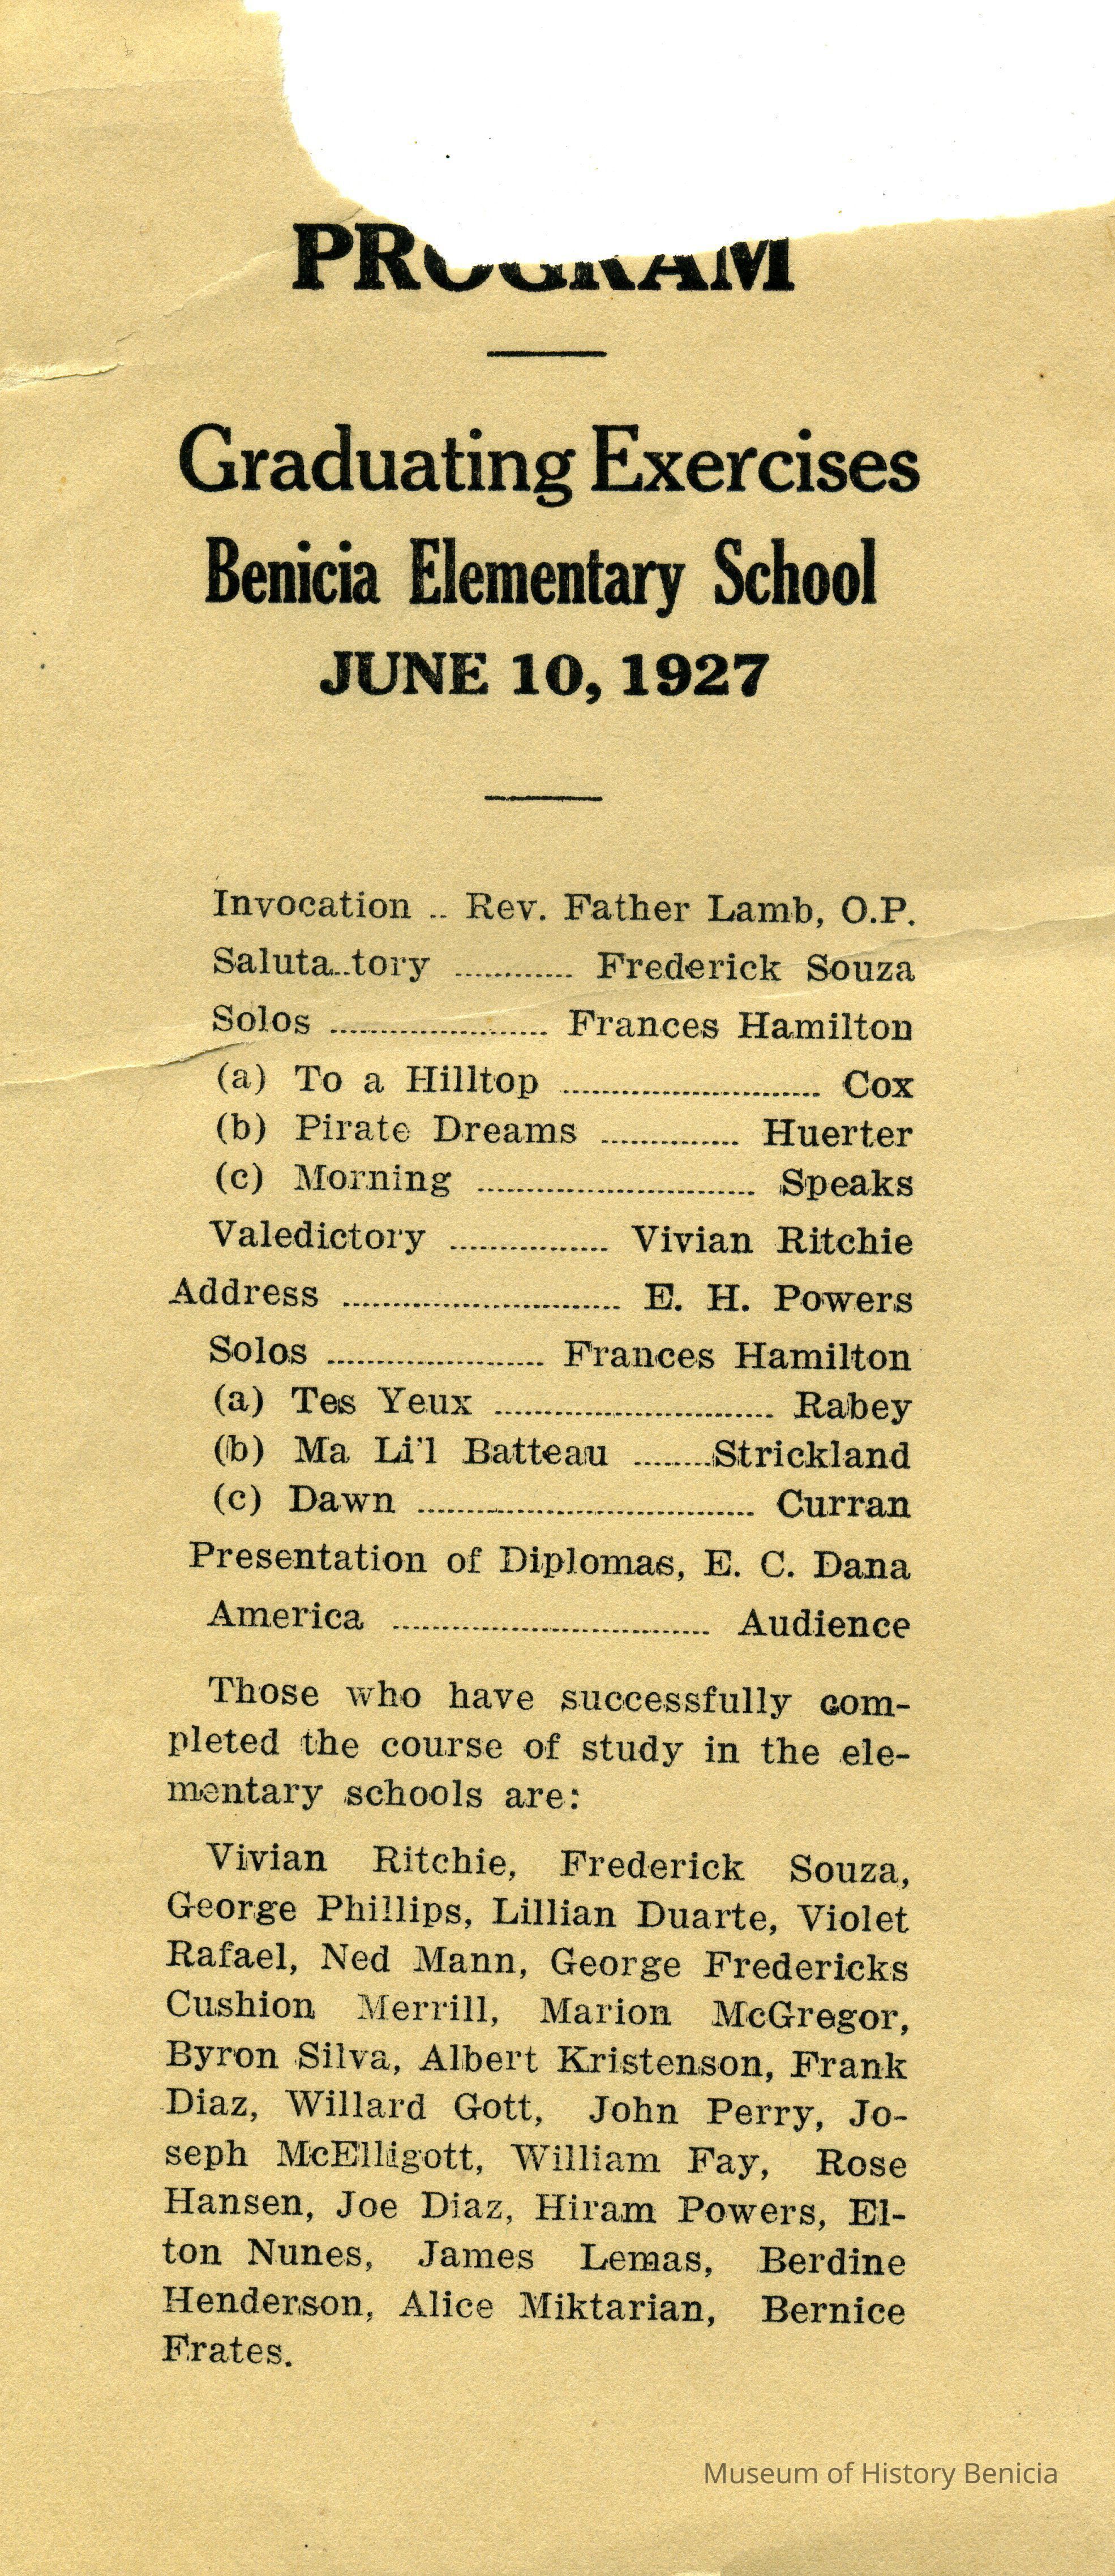 PROGRAM
Graduating Exercises
Benicia Elementary School
JUNE 10, 1927
Invocation .. Rev. Father Lamb, O.P.
Saluta..tory ............ Frederick Souza
Solos ...................... Frances Hamilton
(a) To a Hilltop .......................... Cox
(b) Pirate Dreams .............. Huerter
(c) Morning ............................ Speaks
Valedictory ................ Vivian Ritchie
Address ............................ E. H. Powers
Solos ...................... Frances Hamilton
(a) Tes Yeux ............................ Rabey
(b) Ma Li'l Batteau ........Strickland
(c) Dawn .................................. Curran
Presentation of Diplomas, E. C. Dana
America ................................ Audience
Those who have successfully com-
pleted the course of study in the ele-
mentary schools are:
Vivian Ritchie, Frederick Souza,
George Phillips, Lillian Duarte, Violet
Rafael, Ned Mann, George Fredericks
Cushion Merrill, Marion McGregor,
Byron Silva, Albert Kristenson, Frank
Diaz, Willard Gott, John Perry, Jo-
seph McElligott, William Fay, Rose
Hansen, Joe Diaz, Hiram Powers, El-
ton Nunes, James Lemas, Berdine
Henderson, Alice Miktarian, Bernice
Frates.
Museum of History Benicia